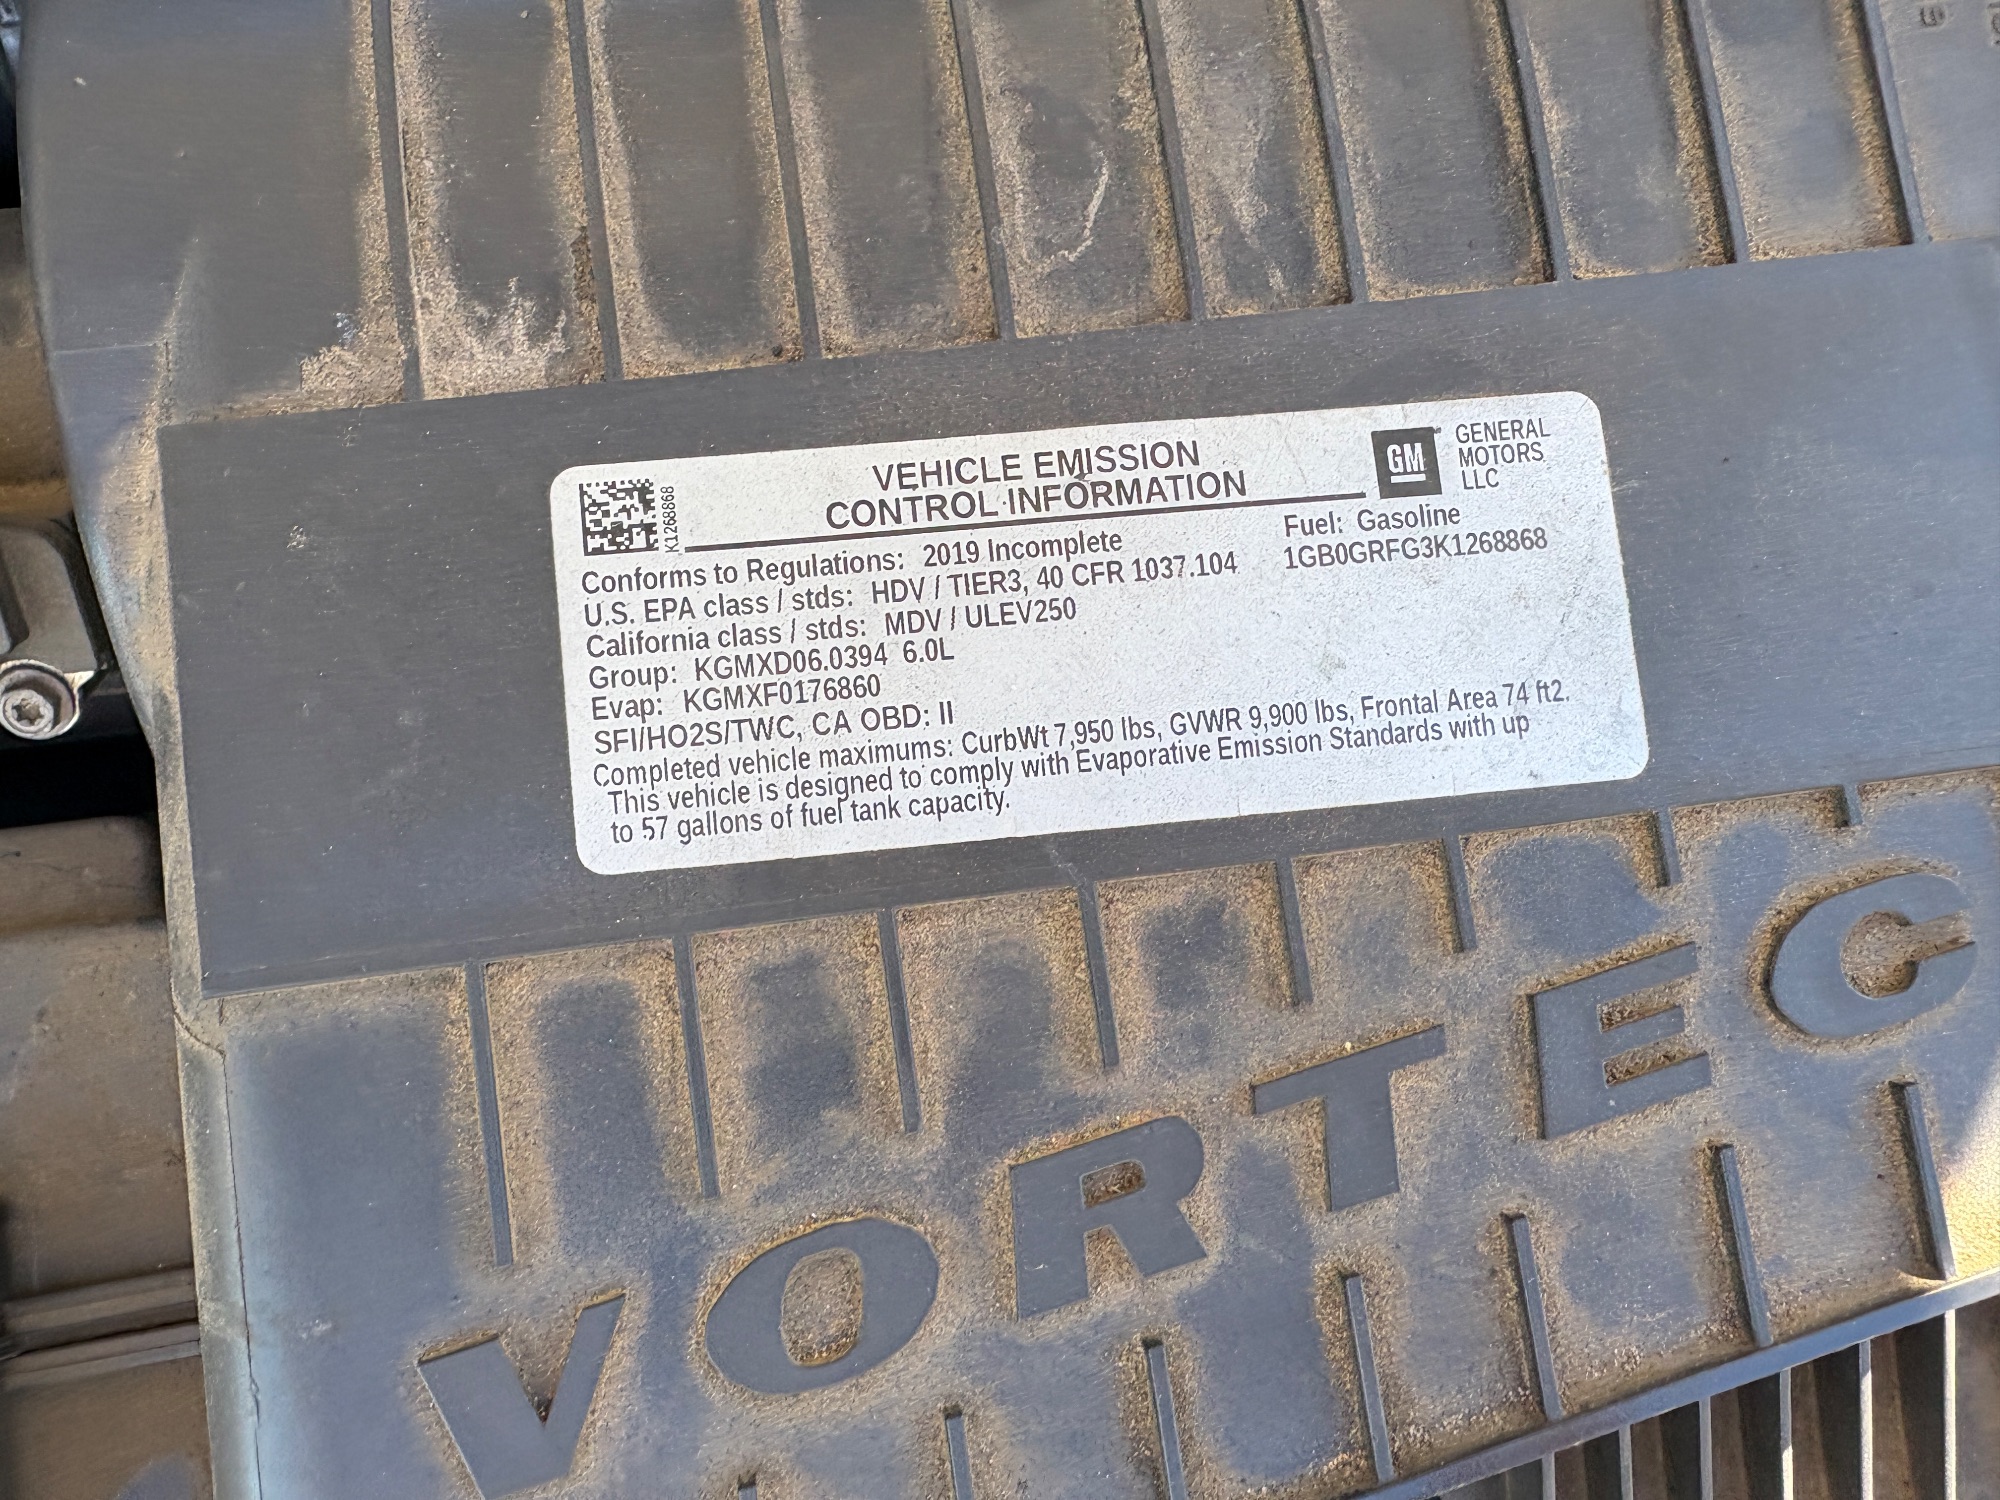 K1268868
VEHICLE EMISSION
CONTROL INFORMATION
GM
GENERAL
MOTORS
LLC
Conforms to Regulations: 2019 Incomplete
Fuel: Gasoline
U.S. EPA class / stds: HDV / TIER3, 40 CFR 1037.104
1GB0GRFG3K1268868
California class / stds: MDV / ULEV250
Group: KGMXD06.0394 6.0L
Evap: KGMXF0176860
SFI/HO2S/TWC, CA OBD: II
Completed vehicle maximums: CurbWt 7,950 lbs, GVWR 9,900 lbs, Frontal Area 74 ft2.
This vehicle is designed to comply with Evaporative Emission Standards with up
to 57 gallons of fuel tank capacity.
VORTEC